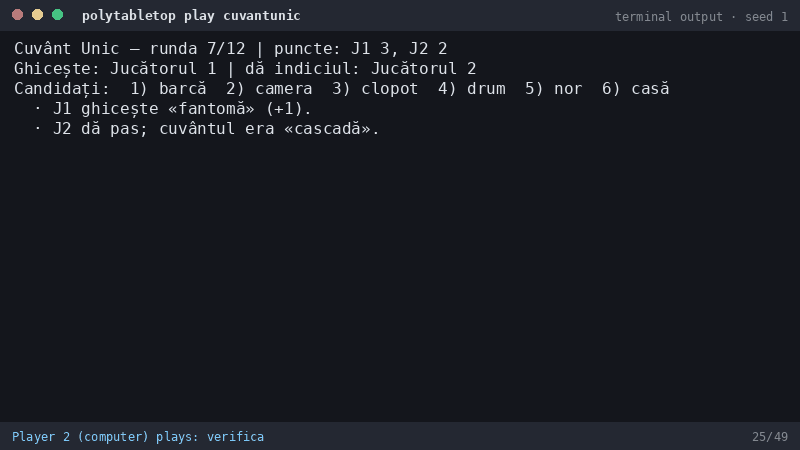 polytabletop play cuvantunic
terminal output · seed 1
Cuvânt Unic — runda 7/12 | puncte: J1 3, J2 2
Ghicește: Jucătorul 1 | dă indiciul: Jucătorul 2
Candidați:  1) barcă  2) camera  3) clopot  4) drum  5) nor  6) casă
· J1 ghicește «fantomă» (+1).
· J2 dă pas; cuvântul era «cascadă».
Player 2 (computer) plays: verifica
25/49